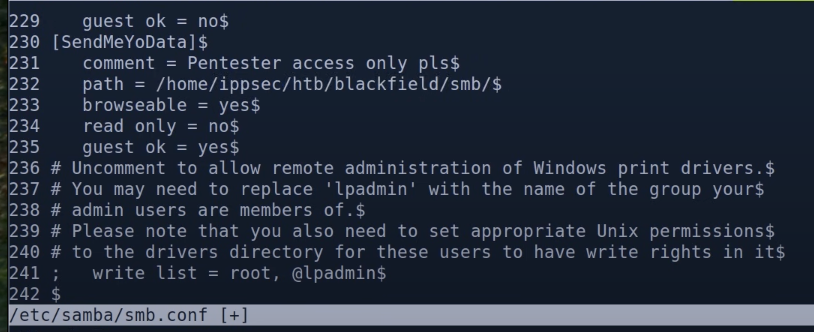 229    guest ok = no$
230 [SendMeYoData]$
231    comment = Pentester access only pls$
232    path = /home/ippsec/htb/blackfield/smb/$
233    browseable = yes$
234    read only = no$
235    guest ok = yes$
236 # Uncomment to allow remote administration of Windows print drivers.$
237 # You may need to replace 'lpadmin' with the name of the group your$
238 # admin users are members of.$
239 # Please note that you also need to set appropriate Unix permissions$
240 # to the drivers directory for these users to have write rights in it$
241 ;   write list = root, @lpadmin$
242 $
/etc/samba/smb.conf [+]